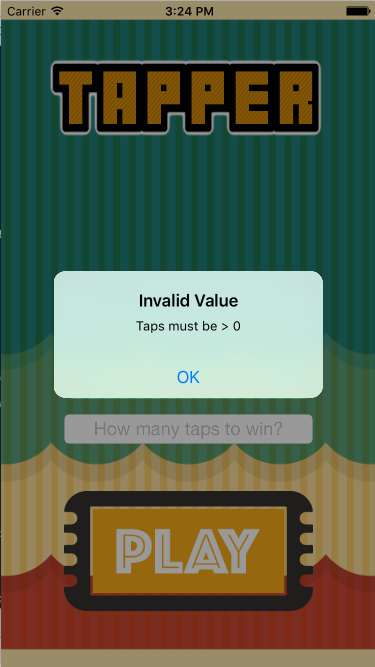 Carrier 3:24 PM
TAPPER
Invalid Value
Taps must be > 0
OK
How many taps to win?
PLAY